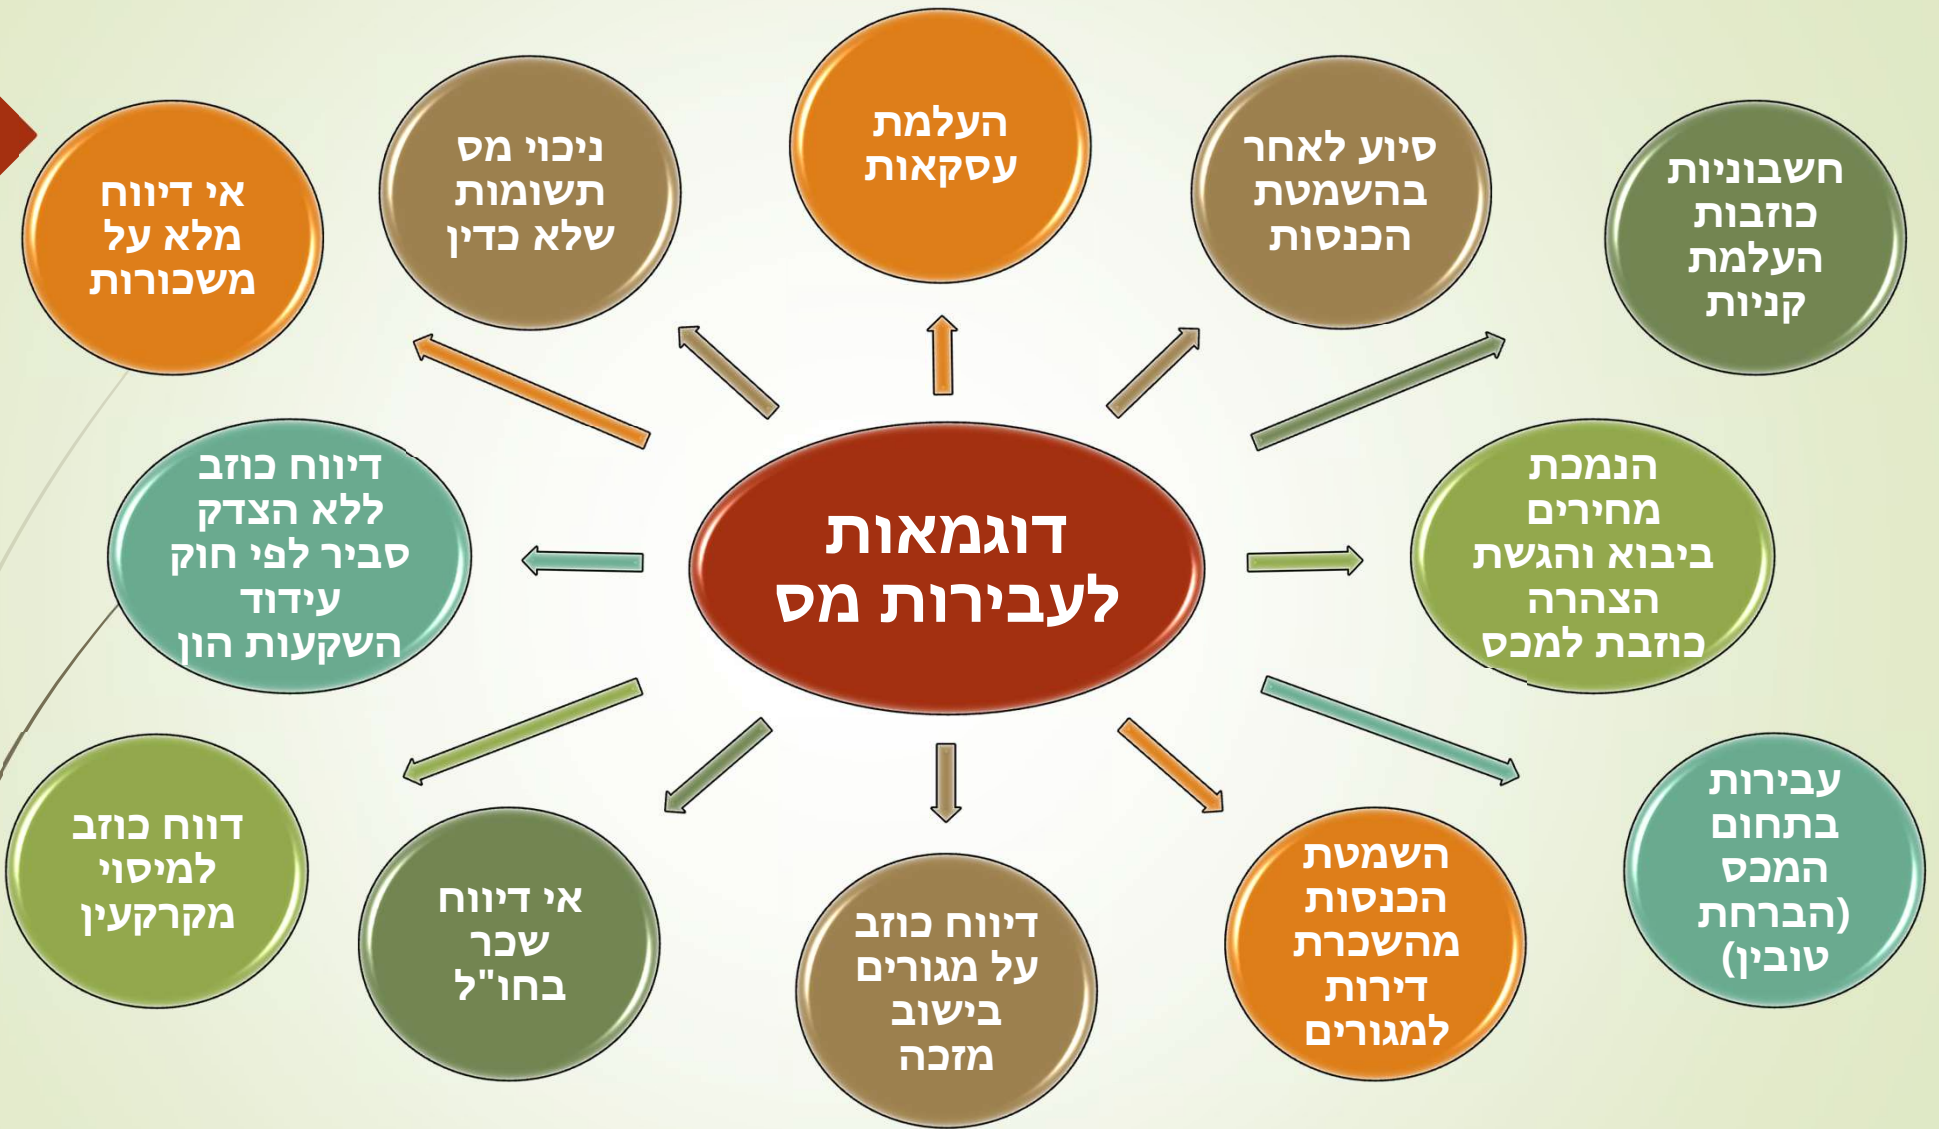 דוגמאות
לעבירות מס
העלמת
עסקאות
סיוע לאחר
בהשמטת
הכנסות
חשבוניות
כוזבות
העלמת
קניות
הנמכת
מחירים
ביבוא והגשת
הצהרה
כוזבת למכס
עבירות
בתחום
המכס
(הברחת
טובין)
השמטת
הכנסות
מהשכרת
דירות
למגורים
דיווח כוזב
על מגורים
בישוב
מזכה
אי דיווח
שכר
בחו"ל
דווח כוזב
למיסוי
מקרקעין
דיווח כוזב
ללא הצדק
סביר לפי חוק
עידוד
השקעות הון
אי דיווח
מלא על
משכורות
ניכוי מס
תשומות
שלא כדין